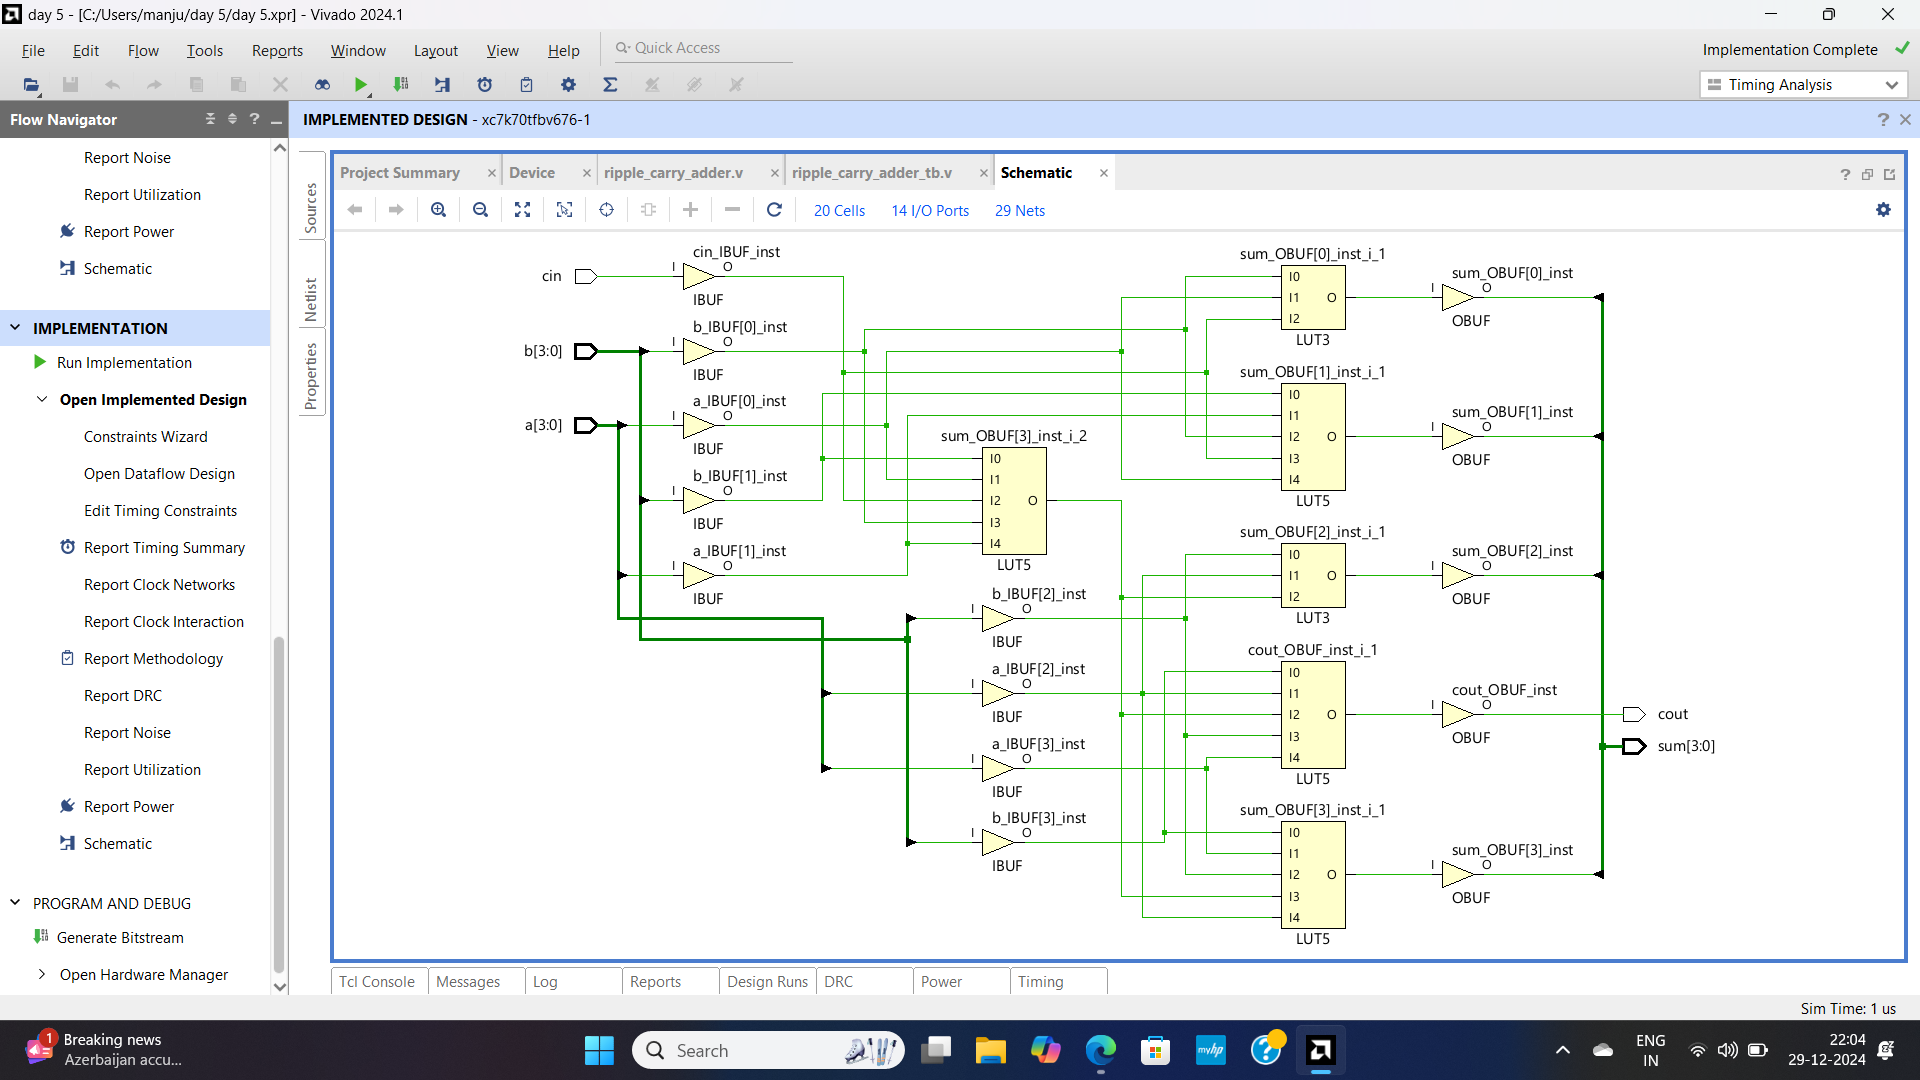 day 5 - [C:/Users/manju/day 5/day 5.xpr] - Vivado 2024.1
File Edit Flow Tools Reports Window Layout View Help Quick Access
Implementation Complete
Timing Analysis
Flow Navigator
IMPLEMENTED DESIGN - xc7k70tfbv676-1
Report Noise
Report Utilization
Report Power
Schematic
IMPLEMENTATION
Run Implementation
Open Implemented Design
Constraints Wizard
Open Dataflow Design
Edit Timing Constraints
Report Timing Summary
Report Clock Networks
Report Clock Interaction
Report Methodology
Report DRC
Report Noise
Report Utilization
Report Power
Schematic
PROGRAM AND DEBUG
Generate Bitstream
Open Hardware Manager
Sources
Netlist
Properties
Project Summary Device ripple_carry_adder.v ripple_carry_adder_tb.v Schematic
20 Cells 14 I/O Ports 29 Nets
cin
b[3:0]
a[3:0]
cin_IBUF_inst
I O
IBUF
b_IBUF[0]_inst
I O
IBUF
a_IBUF[0]_inst
I O
IBUF
b_IBUF[1]_inst
I O
IBUF
a_IBUF[1]_inst
I O
IBUF
sum_OBUF[3]_inst_i_2
I0
I1
I2 O
I3
I4
LUT5
b_IBUF[2]_inst
I O
IBUF
a_IBUF[2]_inst
I O
IBUF
a_IBUF[3]_inst
I O
IBUF
b_IBUF[3]_inst
I O
IBUF
sum_OBUF[0]_inst_i_1
I0
I1 O
I2
LUT3
sum_OBUF[1]_inst_i_1
I0
I1
I2 O
I3
I4
LUT5
sum_OBUF[2]_inst_i_1
I0
I1 O
I2
LUT3
cout_OBUF_inst_i_1
I0
I1
I2 O
I3
I4
LUT5
sum_OBUF[3]_inst_i_1
I0
I1
I2 O
I3
I4
LUT5
sum_OBUF[0]_inst
I O
OBUF
sum_OBUF[1]_inst
I O
OBUF
sum_OBUF[2]_inst
I O
OBUF
cout_OBUF_inst
I O
OBUF
sum_OBUF[3]_inst
I O
OBUF
cout
sum[3:0]
Tcl Console Messages Log Reports Design Runs DRC Power Timing
Sim Time: 1 us
1
Breaking news
Azerbaijan accu...
Search
myhp
ENG
IN
22:04
29-12-2024